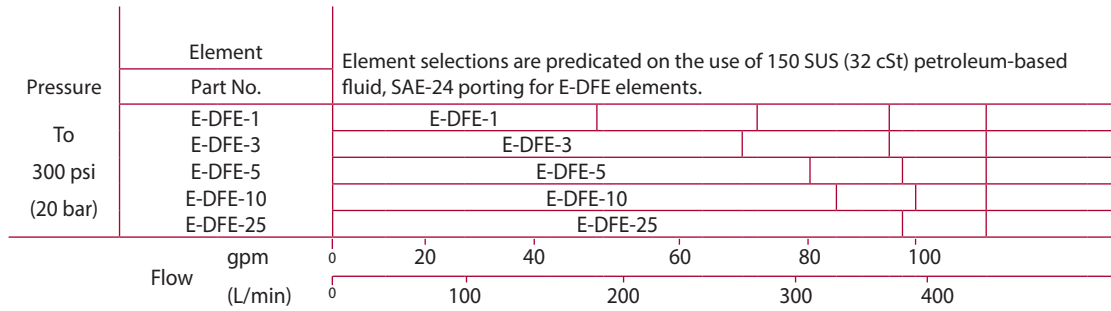 Pressure
Element
Part No.
Element selections are predicated on the use of 150 SUS (32 cSt) petroleum-based
fluid, SAE-24 porting for E-DFE elements.
To
300 psi
(20 bar)
E-DFE-1 E-DFE-1
E-DFE-3 E-DFE-3
E-DFE-5 E-DFE-5
E-DFE-10 E-DFE-10
E-DFE-25 E-DFE-25
Flow
gpm 0 20 40 60 80 100
(L/min) 0 100 200 300 400